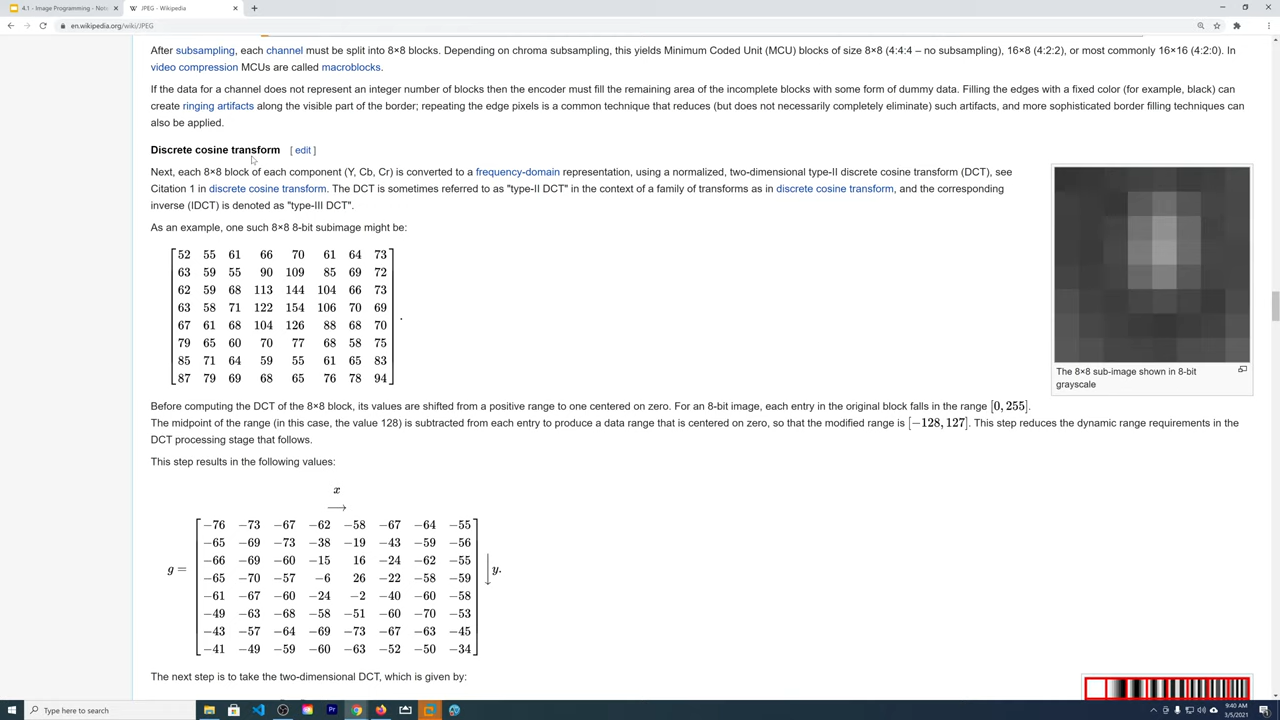 4.1 - Image Programming - Not
JPEG - Wikipedia
en.wikipedia.org/wiki/JPEG
After subsampling, each channel must be split into 8×8 blocks. Depending on chroma subsampling, this yields Minimum Coded Unit (MCU) blocks of size 8×8 (4:4:4 – no subsampling), 16×8 (4:2:2), or most commonly 16×16 (4:2:0). In
video compression MCUs are called macroblocks.
If the data for a channel does not represent an integer number of blocks then the encoder must fill the remaining area of the incomplete blocks with some form of dummy data. Filling the edges with a fixed color (for example, black) can
create ringing artifacts along the visible part of the border; repeating the edge pixels is a common technique that reduces (but does not necessarily completely eliminate) such artifacts, and more sophisticated border filling techniques can
also be applied.
Discrete cosine transform [ edit ]
Next, each 8×8 block of each component (Y, Cb, Cr) is converted to a frequency-domain representation, using a normalized, two-dimensional type-II discrete cosine transform (DCT), see
Citation 1 in discrete cosine transform. The DCT is sometimes referred to as "type-II DCT" in the context of a family of transforms as in discrete cosine transform, and the corresponding
inverse (IDCT) is denoted as "type-III DCT".
As an example, one such 8×8 8-bit subimage might be:
52 55 61 66 70 61 64 73
63 59 55 90 109 85 69 72
62 59 68 113 144 104 66 73
63 58 71 122 154 106 70 69
67 61 68 104 126 88 68 70
79 65 60 70 77 68 58 75
85 71 64 59 55 61 65 83
87 79 69 68 65 76 78 94
.
The 8×8 sub-image shown in 8-bit
grayscale
Before computing the DCT of the 8×8 block, its values are shifted from a positive range to one centered on zero. For an 8-bit image, each entry in the original block falls in the range [0, 255].
The midpoint of the range (in this case, the value 128) is subtracted from each entry to produce a data range that is centered on zero, so that the modified range is [−128, 127]. This step reduces the dynamic range requirements in the
DCT processing stage that follows.
This step results in the following values:
x
→
−76 −73 −67 −62 −58 −67 −64 −55
−65 −69 −73 −38 −19 −43 −59 −56
−66 −69 −60 −15 16 −24 −62 −55
g = −65 −70 −57 −6 26 −22 −58 −59 ↓ y.
−61 −67 −60 −24 −2 −40 −60 −58
−49 −63 −68 −58 −51 −60 −70 −53
−43 −57 −64 −69 −73 −67 −63 −45
−41 −49 −59 −60 −63 −52 −50 −34
The next step is to take the two-dimensional DCT, which is given by:
Type here to search
9:40 AM
3/5/2021